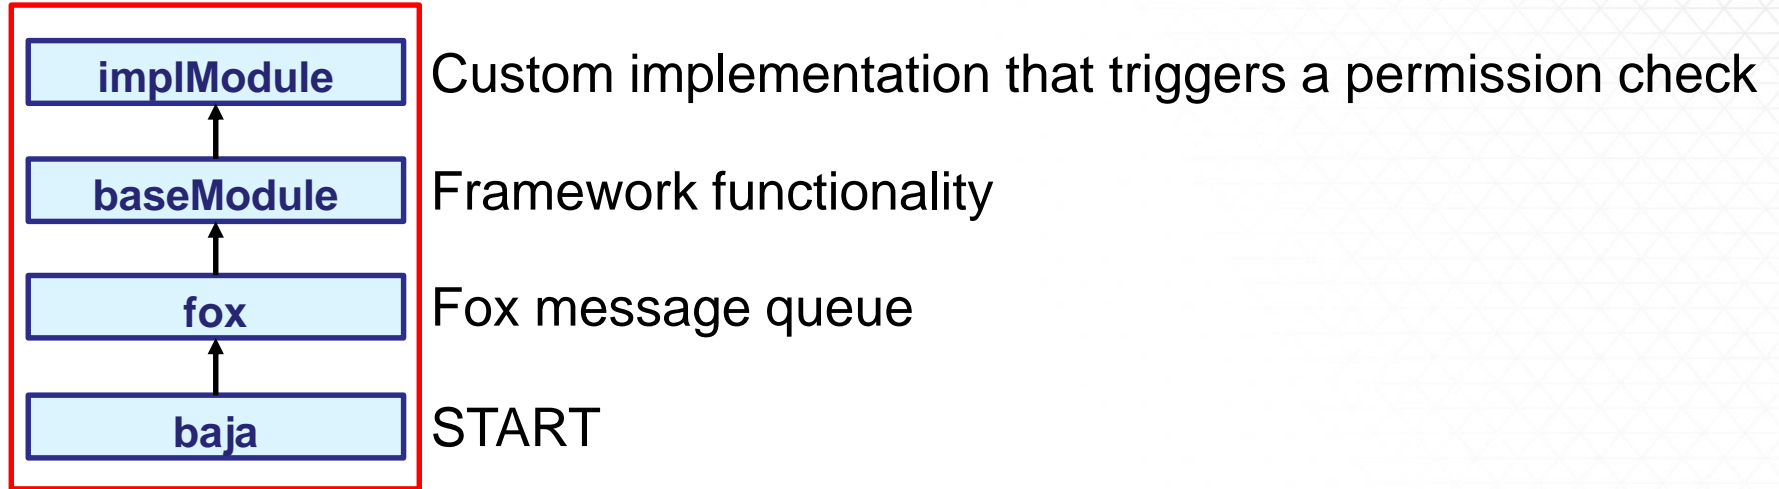 implModule Custom implementation that triggers a permission check
baseModule Framework functionality
fox Fox message queue
baja START